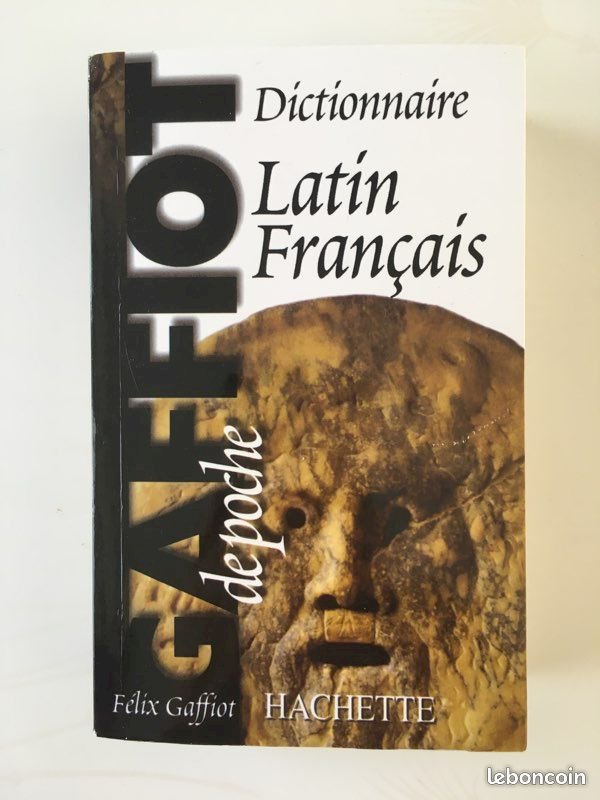 GAFFIOT
de poche
Dictionnaire
Latin
Français
Félix Gaffiot
HACHETTE
leboncoin